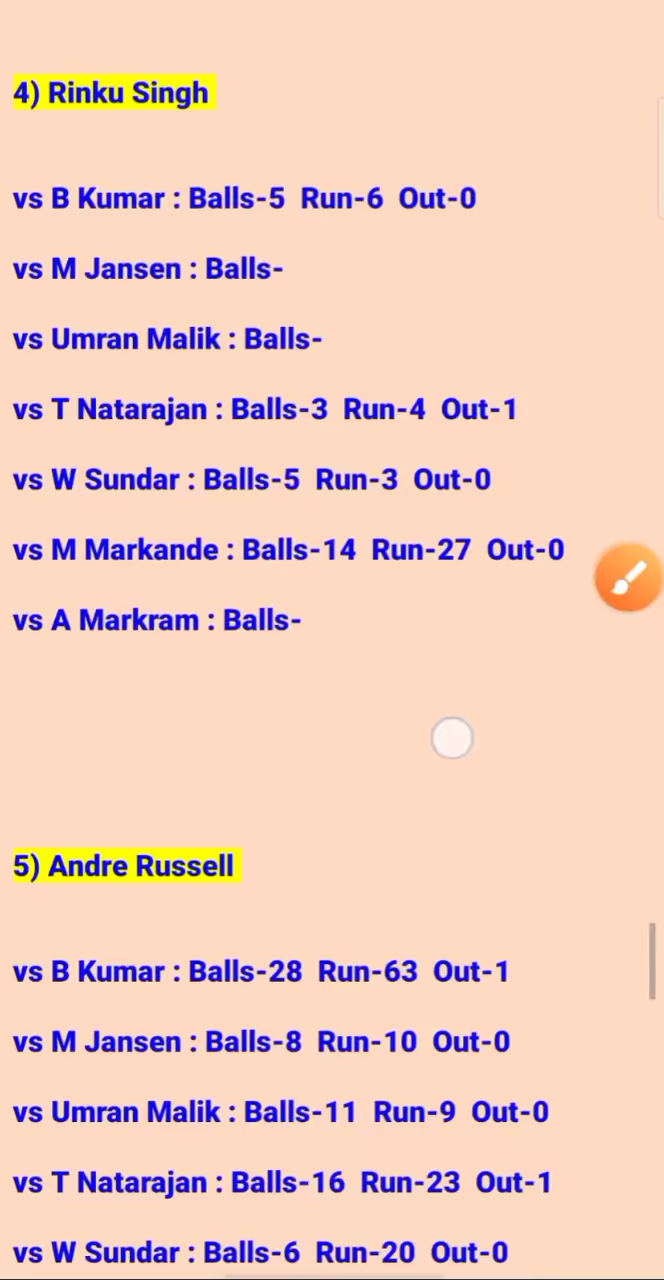 4) Rinku Singh
vs B Kumar : Balls-5 Run-6 Out-0
vs M Jansen : Balls-
vs Umran Malik : Balls-
vs T Natarajan : Balls-3 Run-4 Out-1
vs W Sundar : Balls-5 Run-3 Out-0
vs M Markande : Balls-14 Run-27 Out-0
vs A Markram : Balls-
5) Andre Russell
vs B Kumar : Balls-28 Run-63 Out-1
vs M Jansen : Balls-8 Run-10 Out-0
vs Umran Malik : Balls-11 Run-9 Out-0
vs T Natarajan : Balls-16 Run-23 Out-1
vs W Sundar : Balls-6 Run-20 Out-0